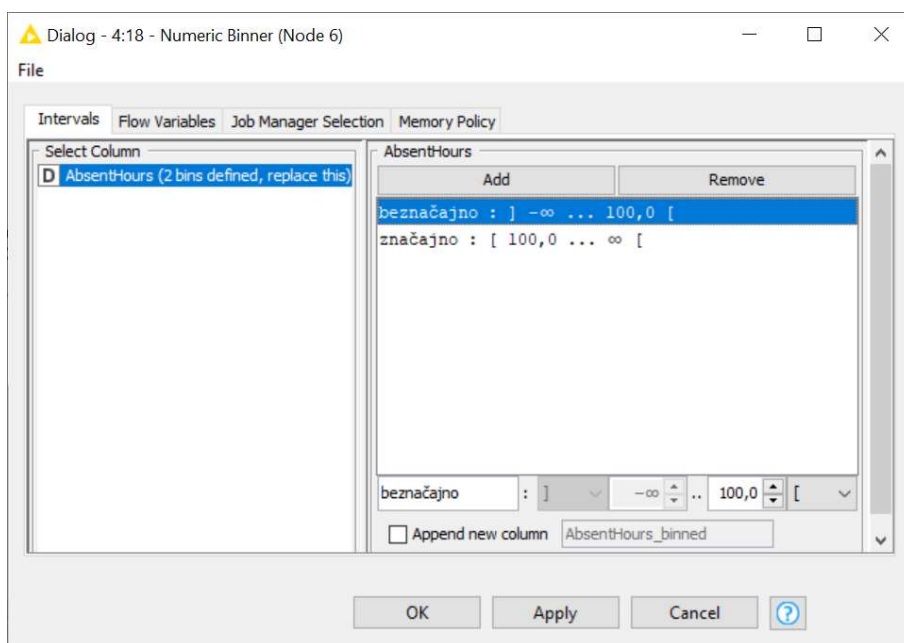 Dialog - 4:18 - Numeric Binner (Node 6)
File
Intervals Flow Variables Job Manager Selection Memory Policy
Select Column
D AbsentHours (2 bins defined, replace this)
AbsentHours
Add Remove
beznačajno : ] -∞ ... 100,0 [
značajno : [ 100,0 ... ∞ [
beznačajno : ] -∞ .. 100,0 [
Append new column AbsentHours_binned
OK Apply Cancel ?